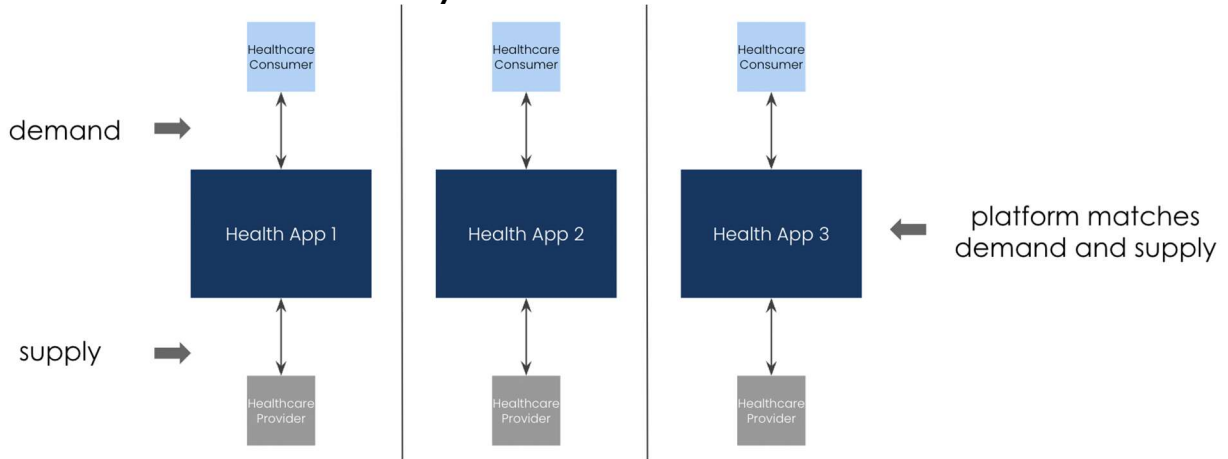 Healthcare
Consumer
Healthcare
Consumer
Healthcare
Consumer
demand
Health App 1
Health App 2
Health App 3
platform matches
demand and supply
supply
Healthcare
Provider
Healthcare
Provider
Healthcare
Provider